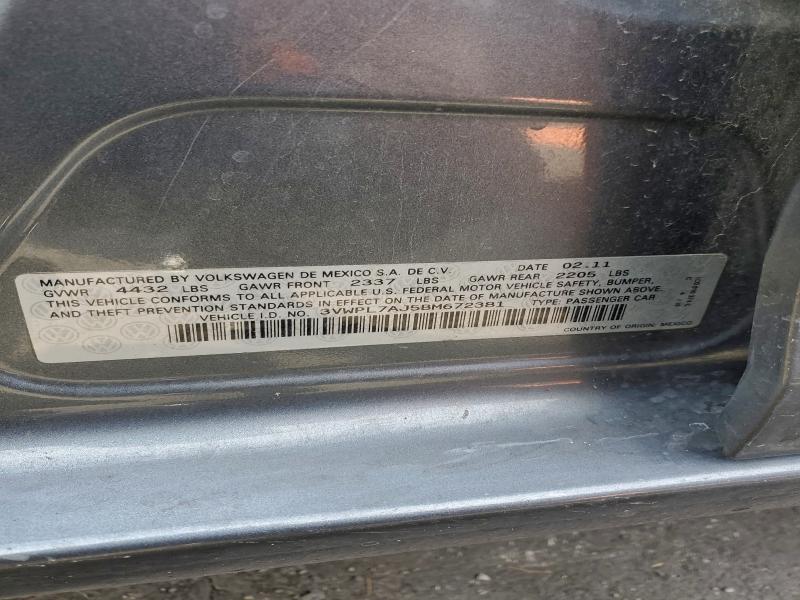 MANUFACTURED BY VOLKSWAGEN DE MEXICO S.A. DE C.V. DATE 02.11
GVWR 4432 LBS GAWR FRONT 2337 LBS GAWR REAR 2205 LBS
THIS VEHICLE CONFORMS TO ALL APPLICABLE U.S. FEDERAL MOTOR VEHICLE SAFETY, BUMPER,
AND THEFT PREVENTION STANDARDS IN EFFECT ON THE DATE OF MANUFACTURE SHOWN ABOVE.
VEHICLE I.D. NO. 3VWPL7AJ5BM672381 TYPE: PASSENGER CAR
COUNTRY OF ORIGIN: MEXICO